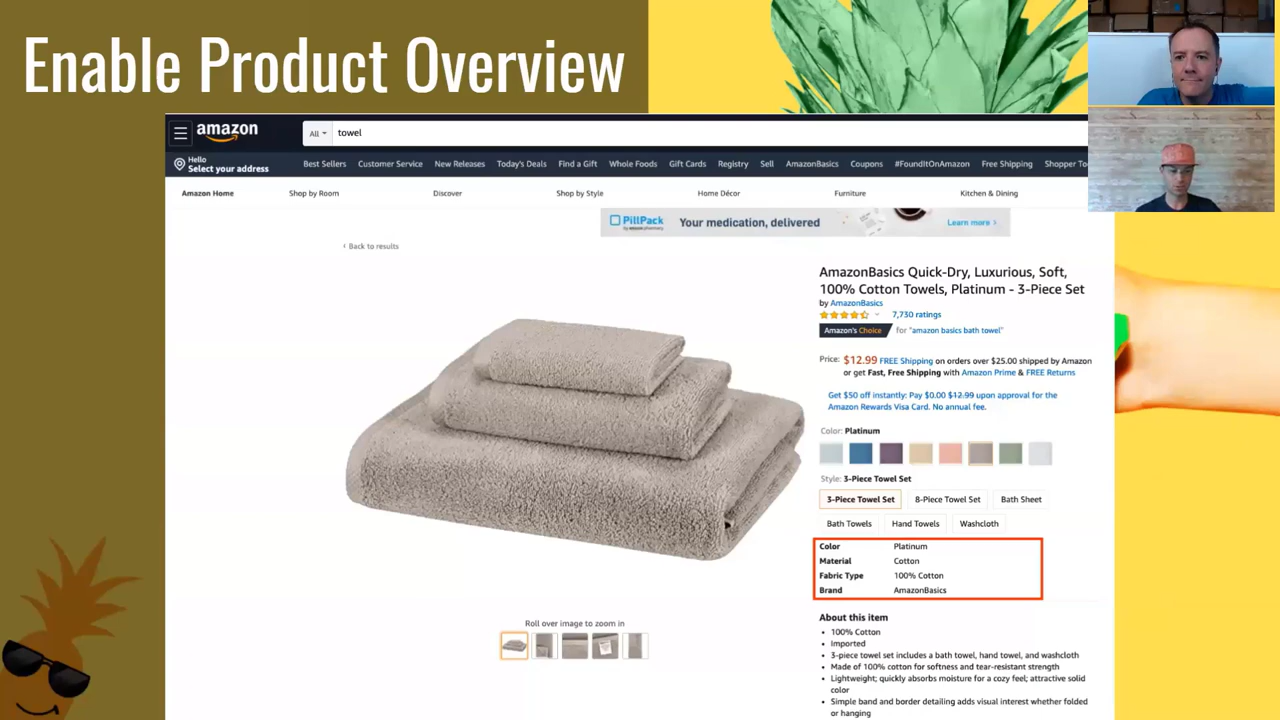 Enable Product Overview
amazon
All
towel
Hello
Select your address
Best Sellers Customer Service New Releases Today's Deals Find a Gift Whole Foods Gift Cards Registry Sell AmazonBasics Coupons #FoundItOnAmazon Free Shipping Shopper To
Amazon Home Shop by Room Discover Shop by Style Home Décor Furniture Kitchen & Dining
PillPack
by amazon pharmacy
Your medication, delivered
Learn more ›
‹ Back to results
AmazonBasics Quick-Dry, Luxurious, Soft,
100% Cotton Towels, Platinum - 3-Piece Set
by AmazonBasics
7,730 ratings
Amazon's Choice for "amazon basics bath towel"
Price: $12.99 FREE Shipping on orders over $25.00 shipped by Amazon
or get Fast, Free Shipping with Amazon Prime & FREE Returns
Get $50 off instantly: Pay $0.00 $12.99 upon approval for the
Amazon Rewards Visa Card. No annual fee.
Color: Platinum
Style: 3-Piece Towel Set
3-Piece Towel Set 8-Piece Towel Set Bath Sheet
Bath Towels Hand Towels Washcloth
Color Platinum
Material Cotton
Fabric Type 100% Cotton
Brand AmazonBasics
Roll over image to zoom in
About this item
• 100% Cotton
• Imported
• 3-piece towel set includes a bath towel, hand towel, and washcloth
• Made of 100% cotton for softness and tear-resistant strength
• Lightweight; quickly absorbs moisture for a cozy feel; attractive solid
color
• Simple band and border detailing adds visual interest whether folded
or hanging